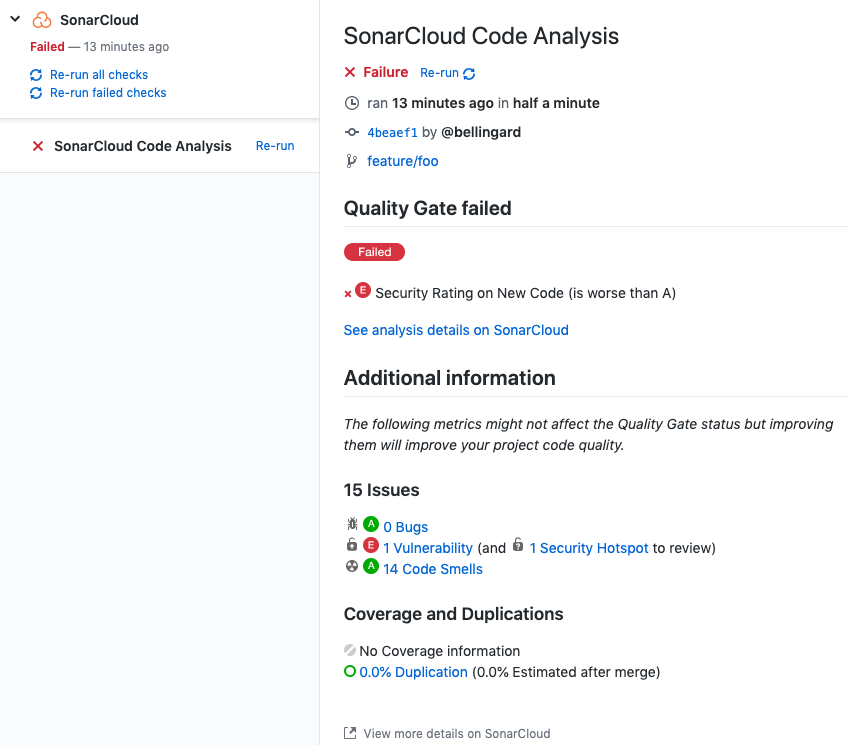 SonarCloud
Failed — 13 minutes ago
Re-run all checks
Re-run failed checks
SonarCloud Code Analysis Re-run
SonarCloud Code Analysis
Failure Re-run
ran 13 minutes ago in half a minute
4beaef1 by @bellingard
feature/foo
Quality Gate failed
Failed
E Security Rating on New Code (is worse than A)
See analysis details on SonarCloud
Additional information
The following metrics might not affect the Quality Gate status but improving
them will improve your project code quality.
15 Issues
A 0 Bugs
E 1 Vulnerability (and 1 Security Hotspot to review)
A 14 Code Smells
Coverage and Duplications
No Coverage information
0.0% Duplication (0.0% Estimated after merge)
View more details on SonarCloud